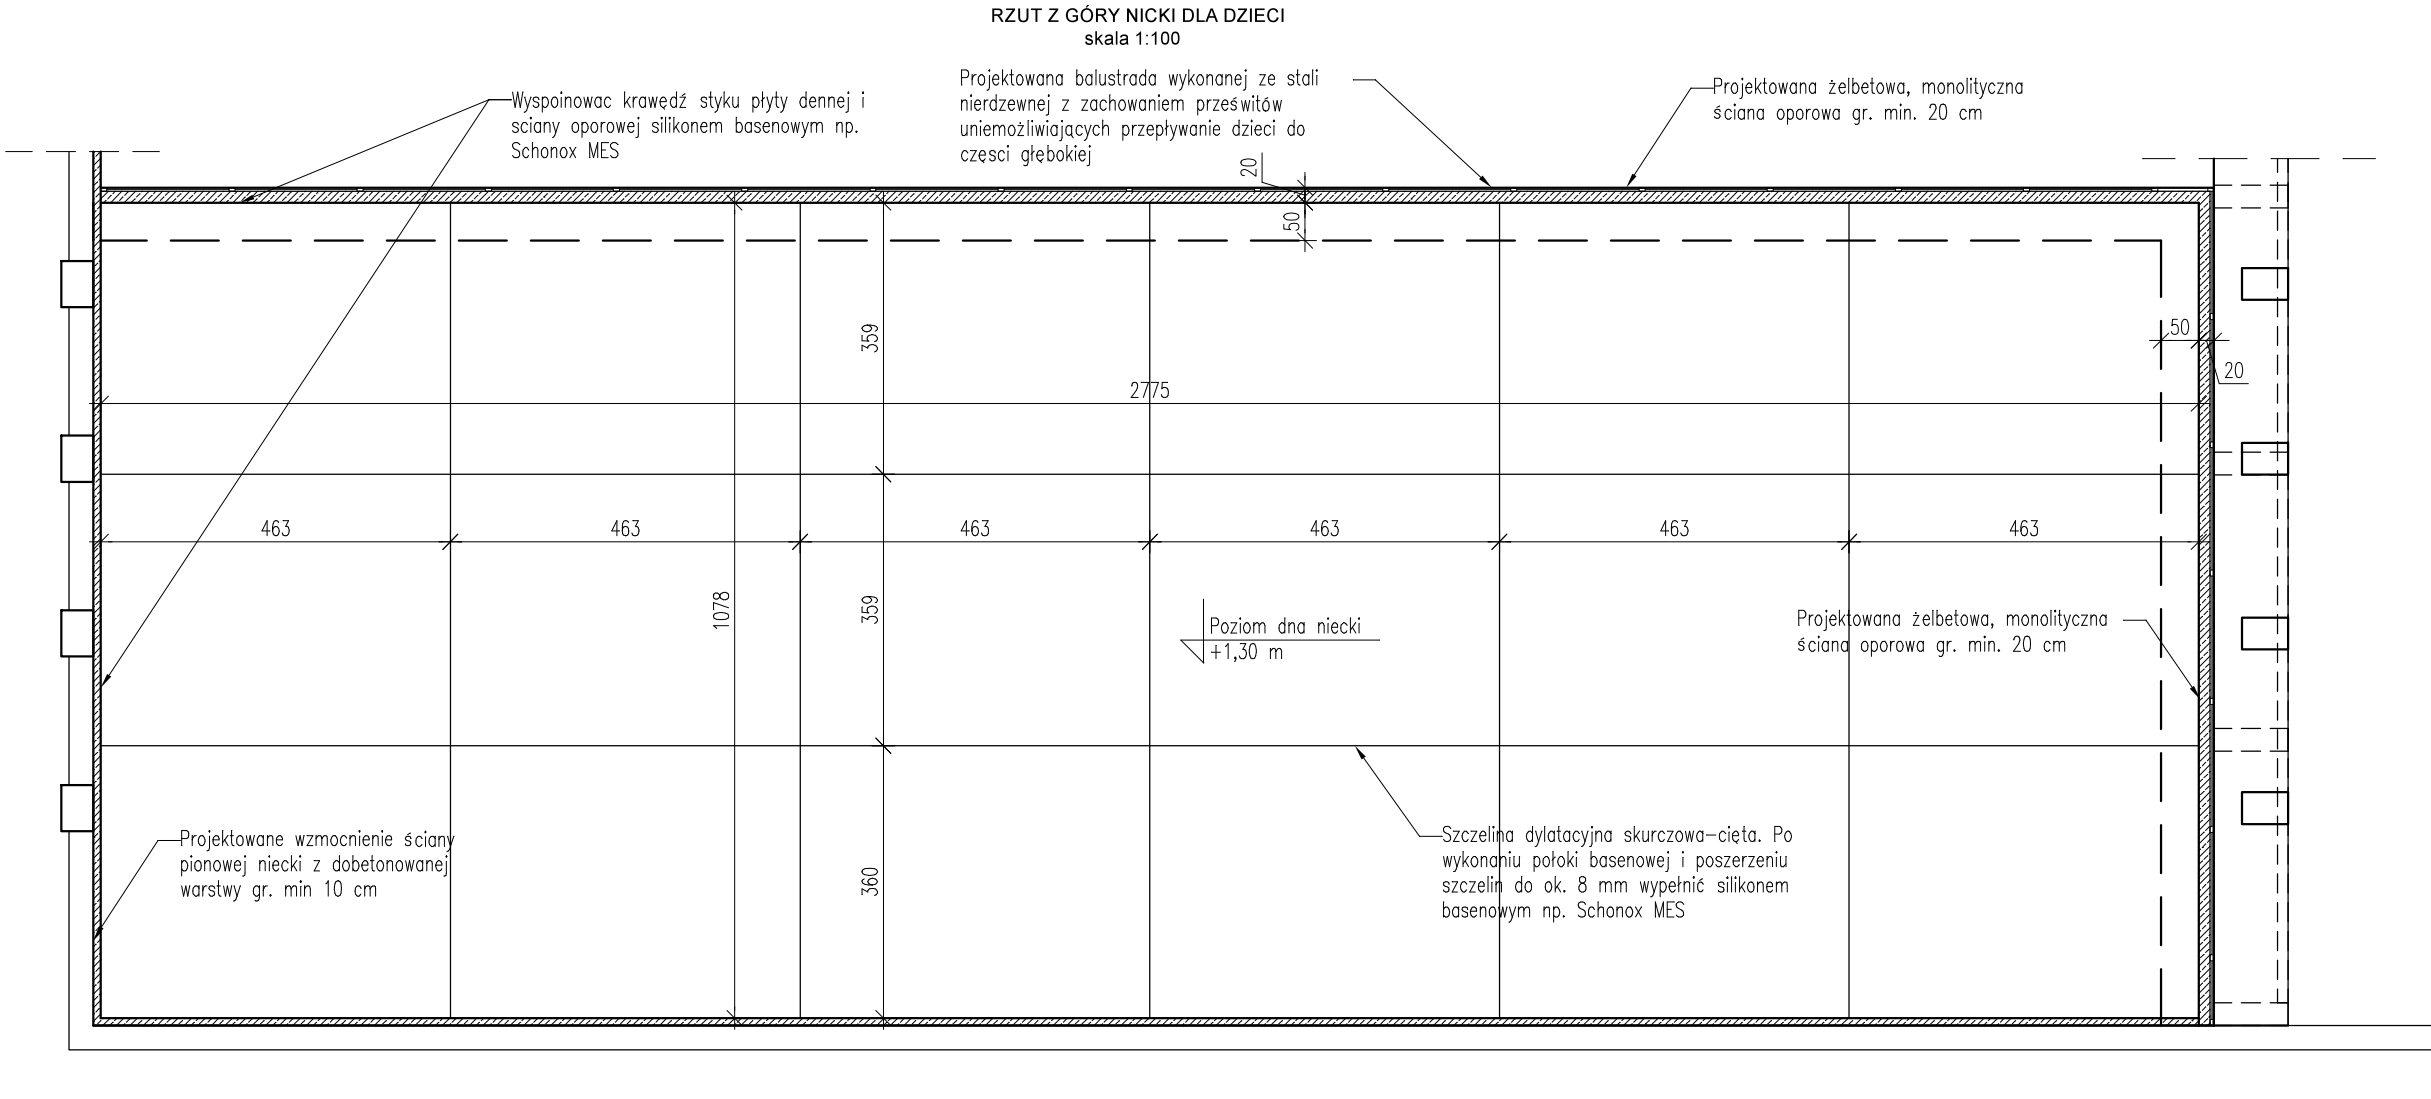 RZUT Z GÓRY NICKI DLA DZIECI
skala 1:100
Wyspoinowac krawędź styku płyty dennej i
sciany oporowej silikonem basenowym np.
Schonox MES
Projektowana balustrada wykonanej ze stali
nierdzewnej z zachowaniem prześwitów
uniemożliwiających przepływanie dzieci do
częsci głębokiej
Projektowana żelbetowa, monolityczna
ściana oporowa gr. min. 20 cm
20
50
359
50
20
2775
463
463
463
463
463
463
1078
359
Poziom dna niecki
+1,30 m
Projektowana żelbetowa, monolityczna
ściana oporowa gr. min. 20 cm
Projektowane wzmocnienie ściany
pionowej niecki z dobetonowanej
warstwy gr. min 10 cm
360
Szczelina dylatacyjna skurczowa-cięta. Po
wykonaniu połoki basenowej i poszerzeniu
szczelin do ok. 8 mm wypełnić silikonem
basenowym np. Schonox MES